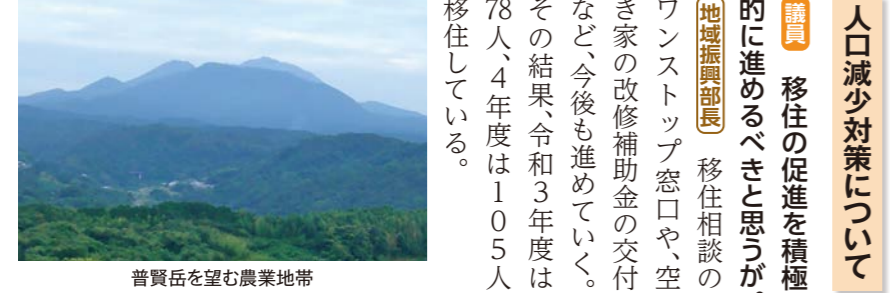 人口減少対策について
議員 移住の促進を積極
的に進めるべきと思うが。
地域振興部長 移住相談の
ワンストップ窓口や、空
き家の改修補助金の交付
など、今後も進めていく。
その結果、令和3年度は
78人、4年度は105人
移住している。
普賢岳を望む農業地帯